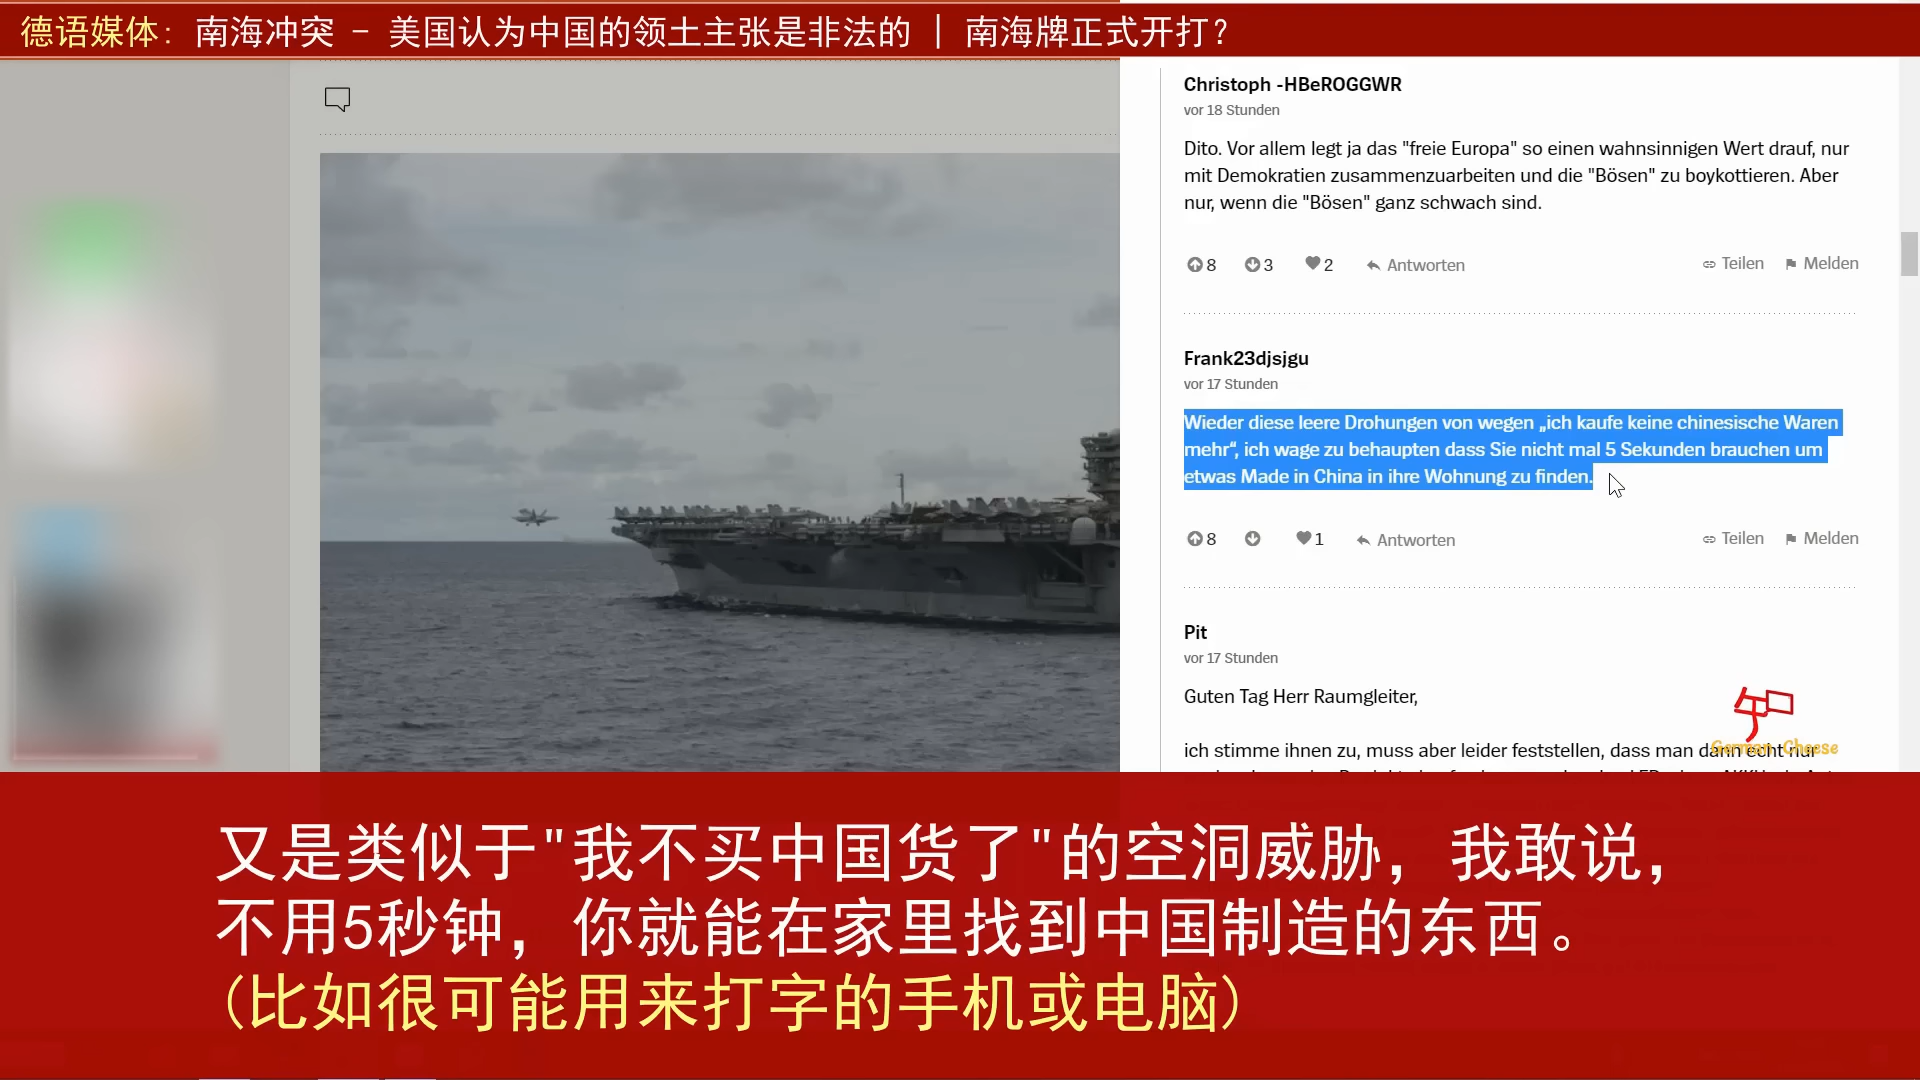 德语媒体: 南海冲突 - 美国认为中国的领土主张是非法的 | 南海牌正式开打?
Christoph -HBeROGGWR
vor 18 Stunden
Dito. Vor allem legt ja das "freie Europa" so einen wahnsinnigen Wert drauf, nur
mit Demokratien zusammenzuarbeiten und die "Bösen" zu boykottieren. Aber
nur, wenn die "Bösen" ganz schwach sind.
8 3 2 Antworten Teilen Melden
Frank23djsjgu
vor 17 Stunden
Wieder diese leere Drohungen von wegen „ich kaufe keine chinesische Waren
mehr“, ich wage zu behaupten dass Sie nicht mal 5 Sekunden brauchen um
etwas Made in China in ihre Wohnung zu finden.
8 1 Antworten Teilen Melden
Pit
vor 17 Stunden
Guten Tag Herr Raumgleiter,
ich stimme ihnen zu, muss aber leider feststellen, dass man dann echt nur
知
German Cheese
又是类似于"我不买中国货了"的空洞威胁，我敢说，
不用5秒钟，你就能在家里找到中国制造的东西。
(比如很可能用来打字的手机或电脑)